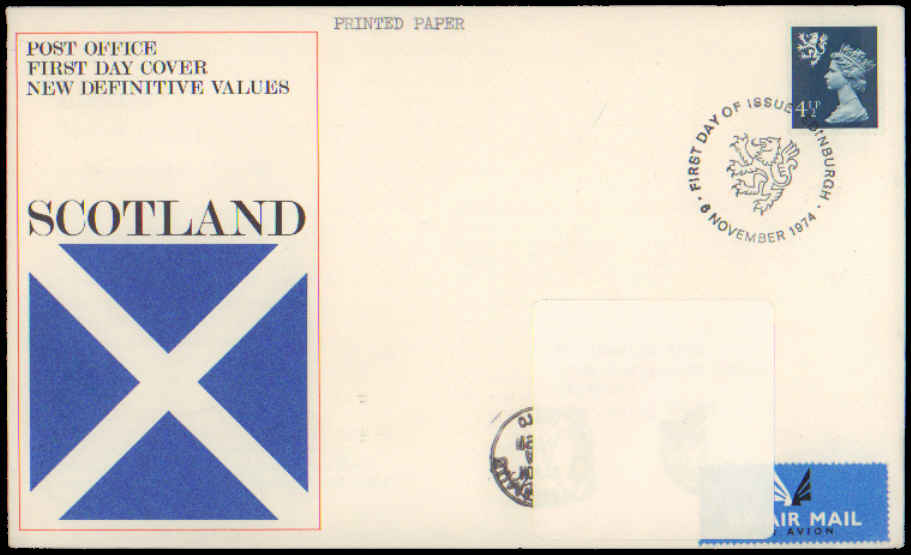 PRINTED PAPER
POST OFFICE
FIRST DAY COVER
NEW DEFINITIVE VALUES
SCOTLAND
4½P
FIRST DAY OF ISSUE · EDINBURGH ·
6 NOVEMBER 1974 ·
AIR MAIL
AVION